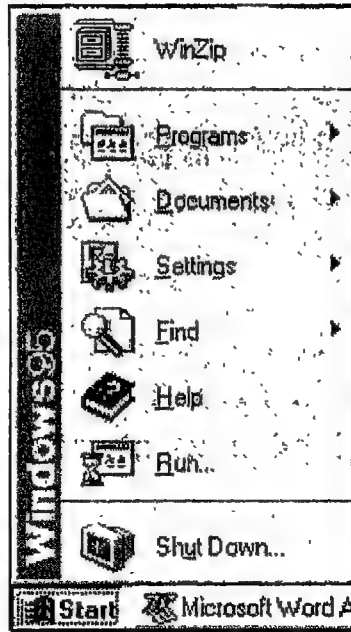 WinZip
Programs
Documents
Settings
Find
Help
Run...
Shut Down...
Windows95
Start
Microsoft Word A